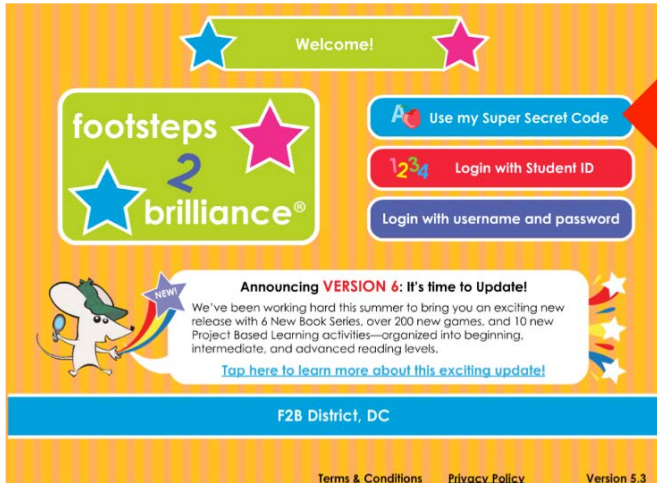 Welcome!
footsteps
2
brilliance®
A Use my Super Secret Code
1234 Login with Student ID
Login with username and password
NEW!
Announcing VERSION 6: It's time to Update!
We've been working hard this summer to bring you an exciting new
release with 6 New Book Series, over 200 new games, and 10 new
Project Based Learning activities—organized into beginning,
intermediate, and advanced reading levels.
Tap here to learn more about this exciting update!
F2B District, DC
Terms & Conditions Privacy Policy Version 5.3